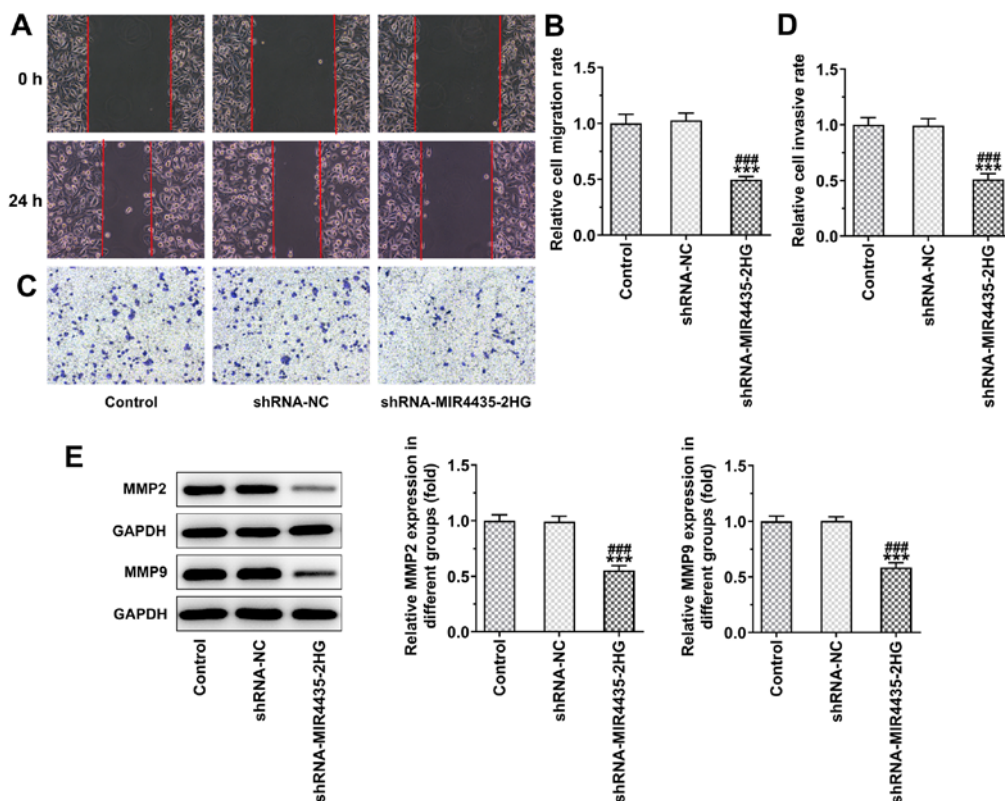 A
0 h
24 h
C
Control
shRNA-NC
shRNA-MIR4435-2HG
B
Relative cell migration rate
1.5
1.0
0.5
0.0
###
***
Control
shRNA-NC
shRNA-MIR4435-2HG
D
Relative cell invasive rate
1.5
1.0
0.5
0.0
###
***
Control
shRNA-NC
shRNA-MIR4435-2HG
E
MMP2
GAPDH
MMP9
GAPDH
Control
shRNA-NC
shRNA-MIR4435-2HG
Relative MMP2 expression in
different groups (fold)
1.5
1.0
0.5
0.0
###
***
Control
shRNA-NC
shRNA-MIR4435-2HG
Relative MMP9 expression in
different groups (fold)
1.5
1.0
0.5
0.0
###
***
Control
shRNA-NC
shRNA-MIR4435-2HG